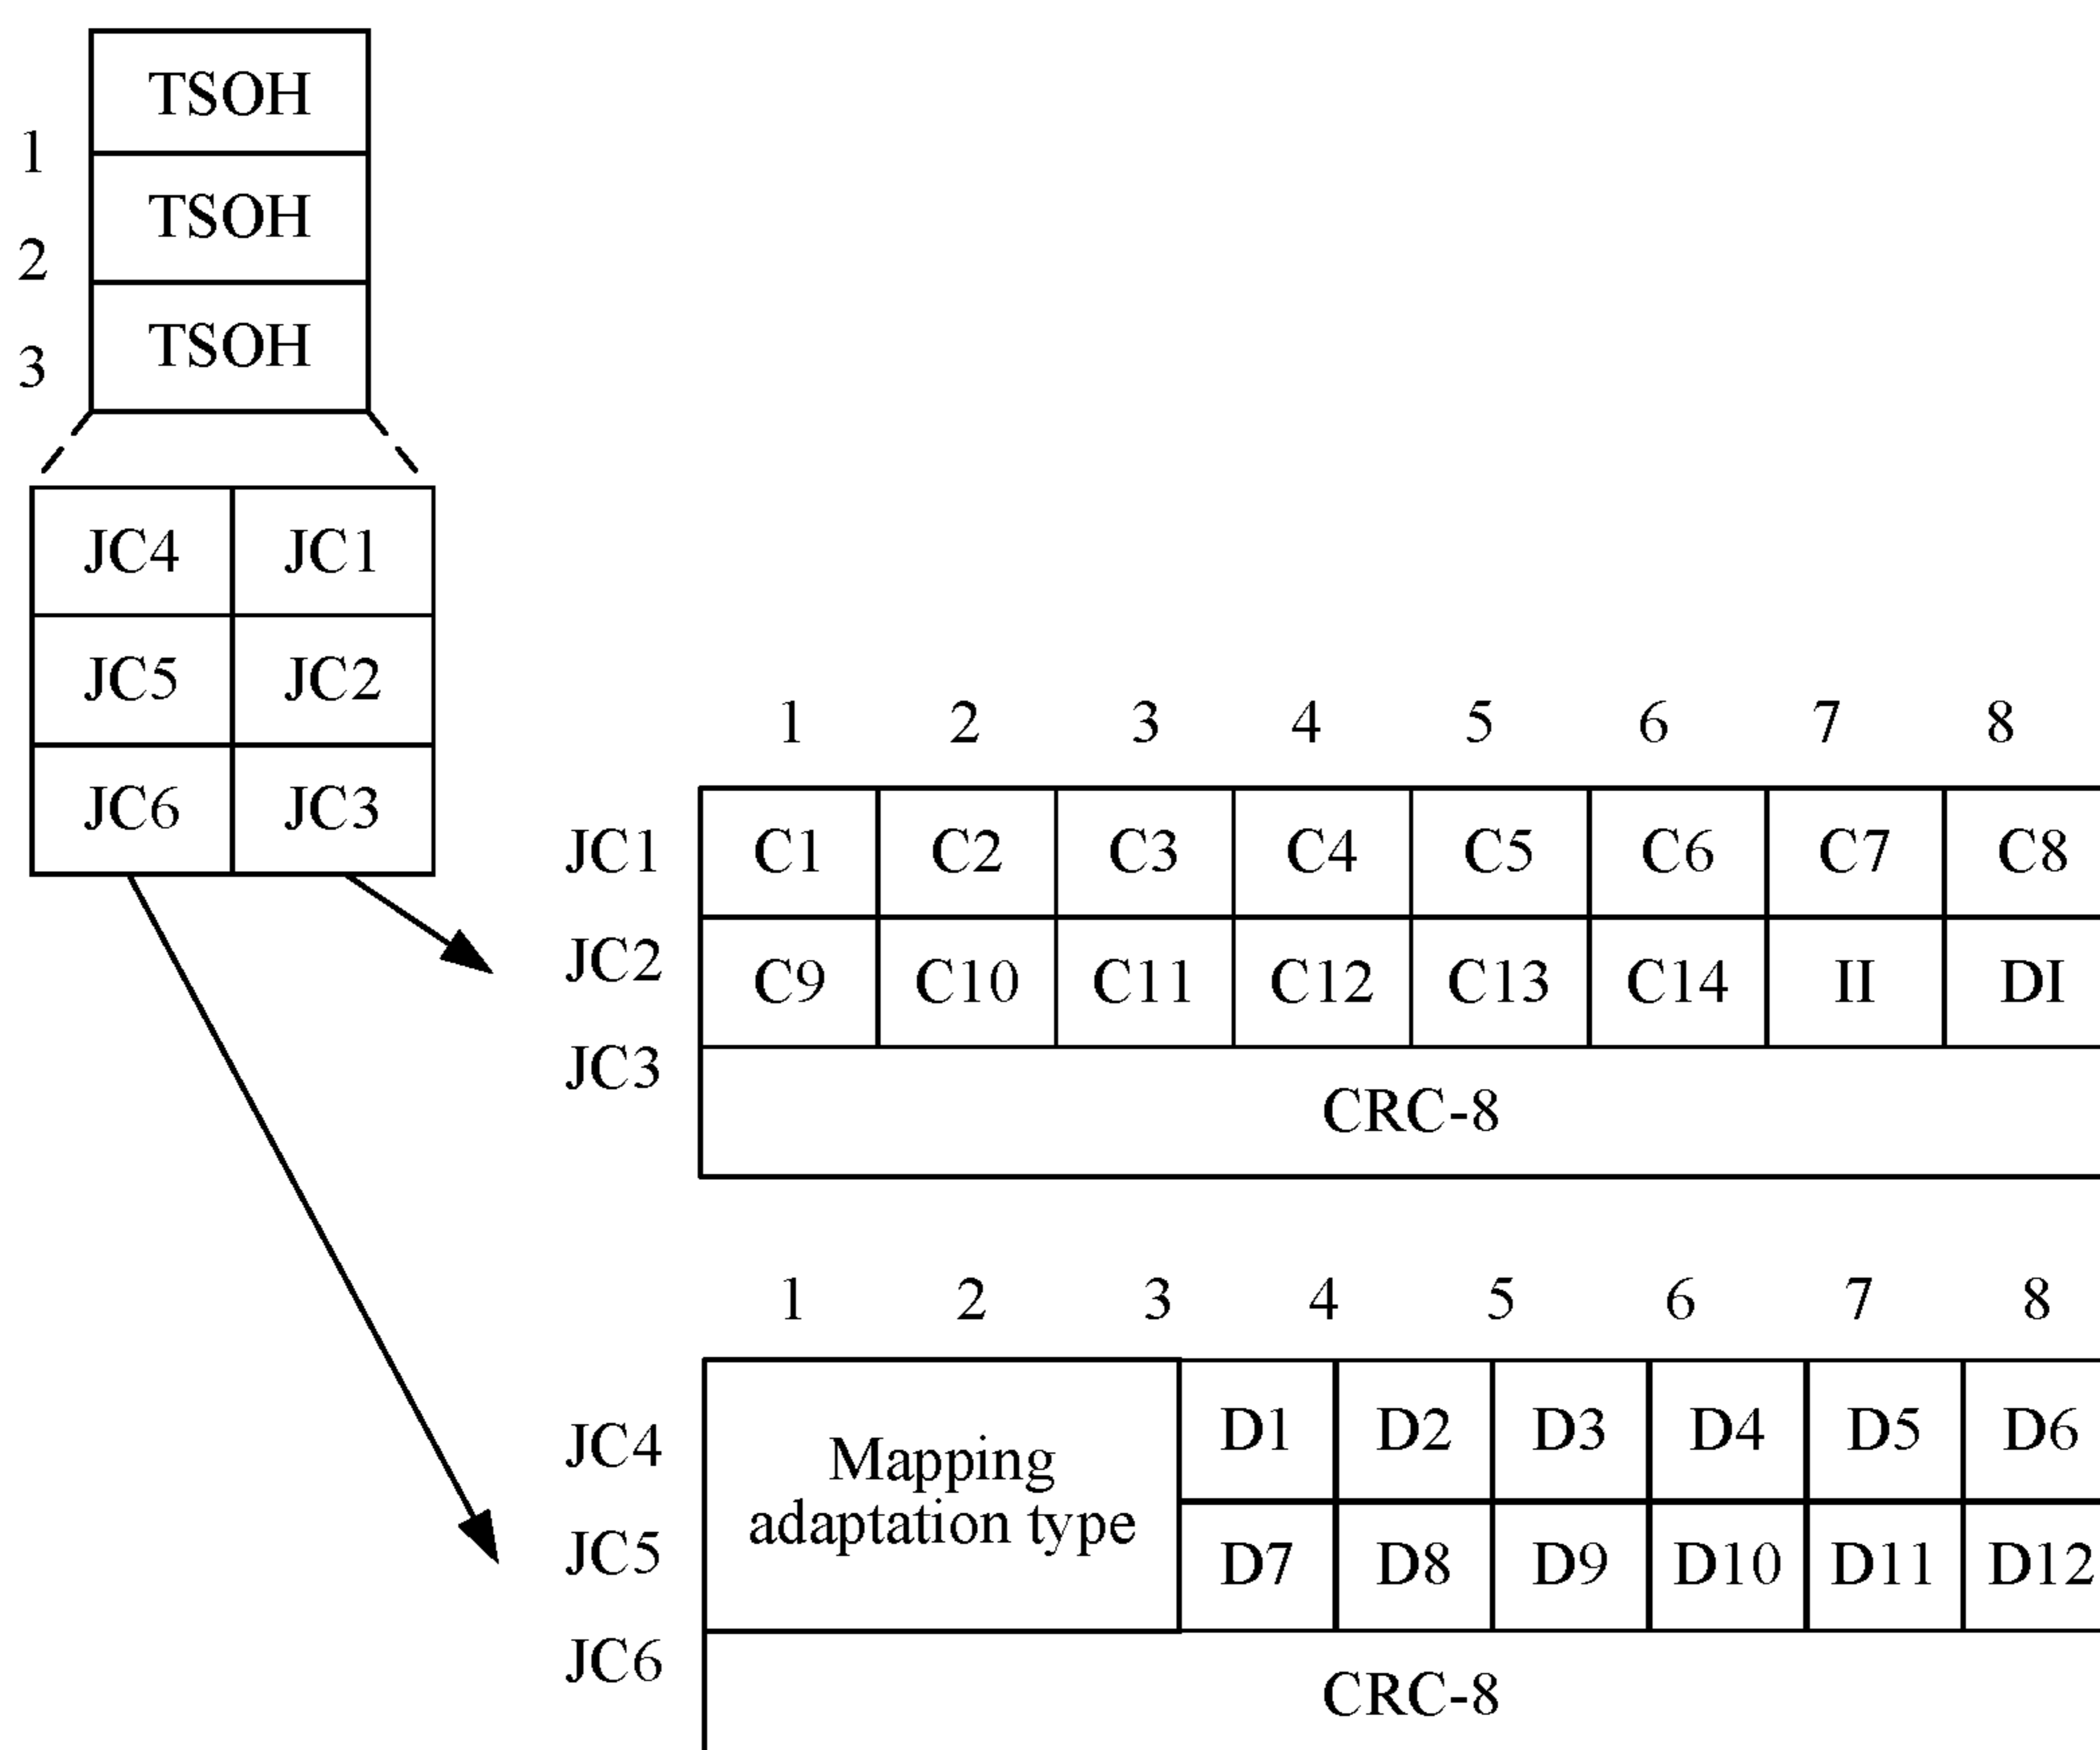 TSOH
1
TSOH
2
TSOH
3
JC4 JC1
JC5 JC2
JC6 JC3
1 2 3 4 5 6 7 8
JC1 C1 C2 C3 C4 C5 C6 C7 C8
JC2 C9 C10 C11 C12 C13 C14 II DI
JC3 CRC-8
1 2 3 4 5 6 7 8
JC4 D1 D2 D3 D4 D5 D6
Mapping
adaptation type
JC5 D7 D8 D9 D10 D11 D12
JC6 CRC-8